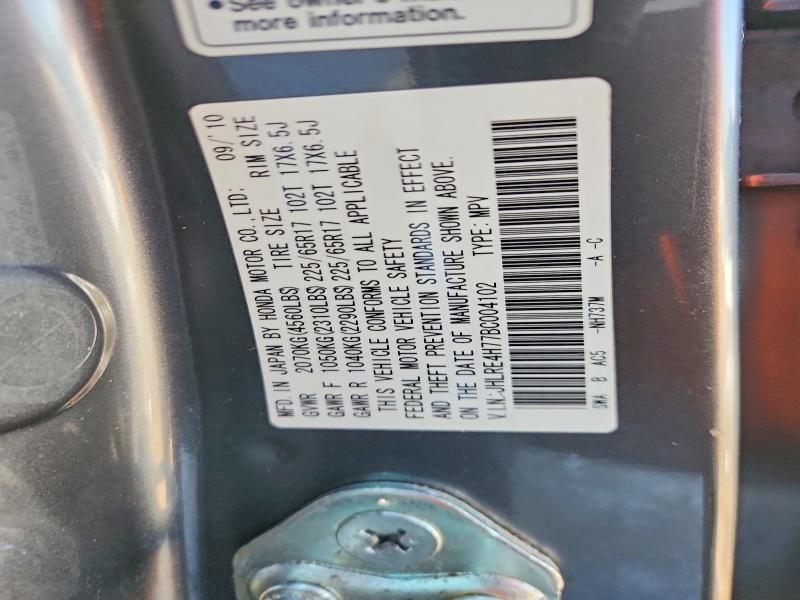 •See owner's
more information.
MFD. IN JAPAN BY HONDA MOTOR CO., LTD: 09/'10
GVWR 2070KG(4560LBS) TIRE SIZE RIM SIZE
GAWR F 1050KG(2310LBS) 225/65R17 102T 17X6.5J
GAWR R 1040KG(2290LBS) 225/65R17 102T 17X6.5J
THIS VEHICLE CONFORMS TO ALL APPLICABLE
FEDERAL MOTOR VEHICLE SAFETY
AND THEFT PREVENTION STANDARDS IN EFFECT
ON THE DATE OF MANUFACTURE SHOWN ABOVE.
V.I.N.:JHLRE4H77BC004102 TYPE: MPV
SWA B AC5 -NH737M -A -C